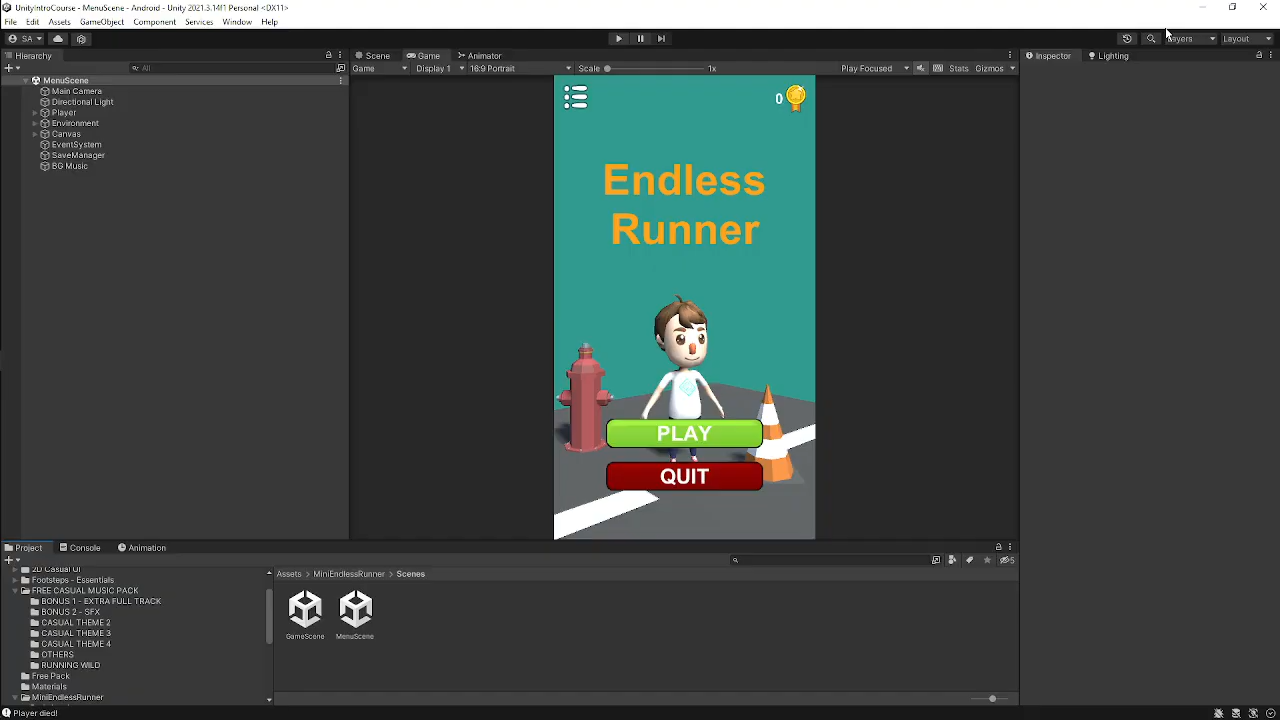 UnityIntroCourse - MenuScene - Android - Unity 2021.3.14f1 Personal <DX11>
File Edit Assets GameObject Component Services Window Help
SA
Layers Layout
Hierarchy
Scene Game Animator
Inspector Lighting
All
Game Display 1 16:9 Portrait Scale 1x Play Focused Stats Gizmos
MenuScene
Main Camera
Directional Light
Player
Environment
Canvas
EventSystem
SaveManager
BG Music
0
Endless
Runner
PLAY
QUIT
Project Console Animation
5
2D Casual UI
Footsteps - Essentials
FREE CASUAL MUSIC PACK
BONUS 1 - EXTRA FULL TRACK
BONUS 2 - SFX
CASUAL THEME 2
CASUAL THEME 3
CASUAL THEME 4
OTHERS
RUNNING WILD
Free Pack
Materials
MiniEndlessRunner
Assets > MiniEndlessRunner > Scenes
GameScene MenuScene
Player died!